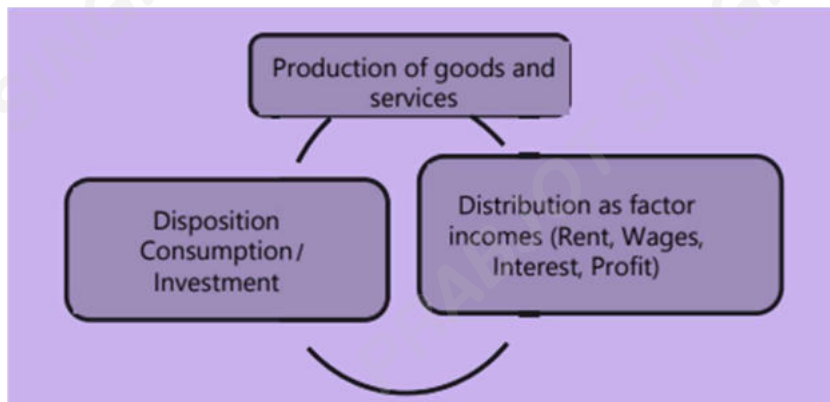 Production of goods and
services
Disposition
Consumption/
Investment
Distribution as factor
incomes (Rent, Wages,
Interest, Profit)